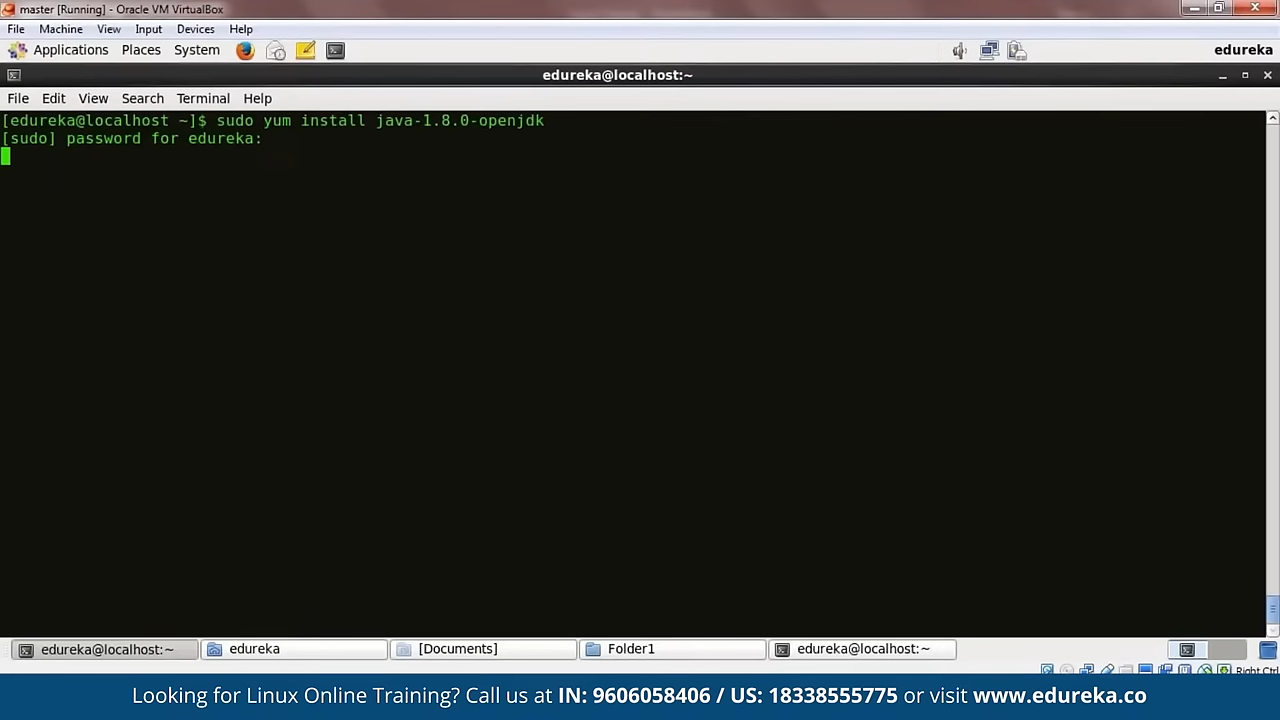 master [Running] - Oracle VM VirtualBox
File Machine View Input Devices Help
Applications Places System
edureka
edureka@localhost:~
File Edit View Search Terminal Help
[edureka@localhost ~]$ sudo yum install java-1.8.0-openjdk
[sudo] password for edureka:
edureka@localhost:~ edureka [Documents] Folder1 edureka@localhost:~
Right Ctrl
Looking for Linux Online Training? Call us at IN: 9606058406 / US: 18338555775 or visit www.edureka.co